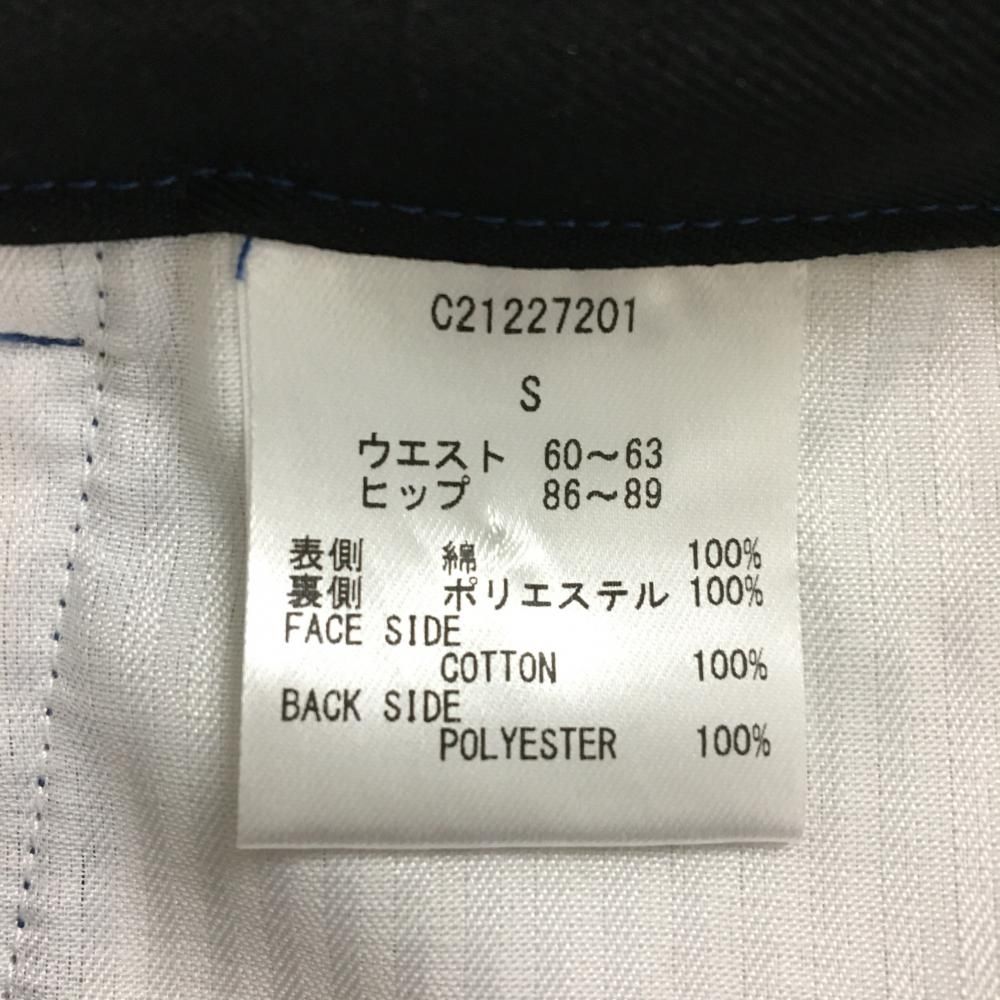 C21227201
S
ウエスト 60～63
ヒップ 86～89
表側 綿 100%
裏側 ポリエステル 100%
FACE SIDE
COTTON 100%
BACK SIDE
POLYESTER 100%